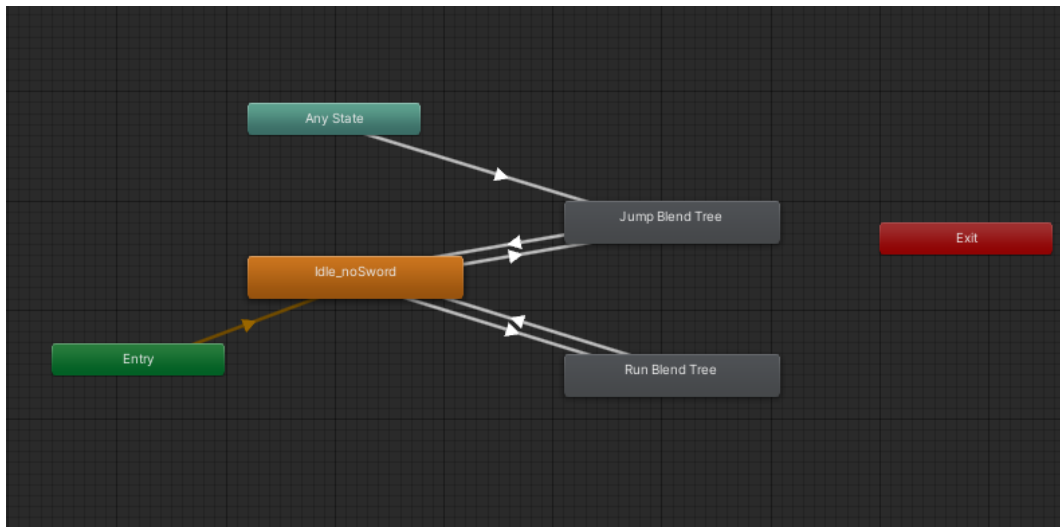 Any State
Jump Blend Tree
Exit
Idle_noSword
Entry
Run Blend Tree